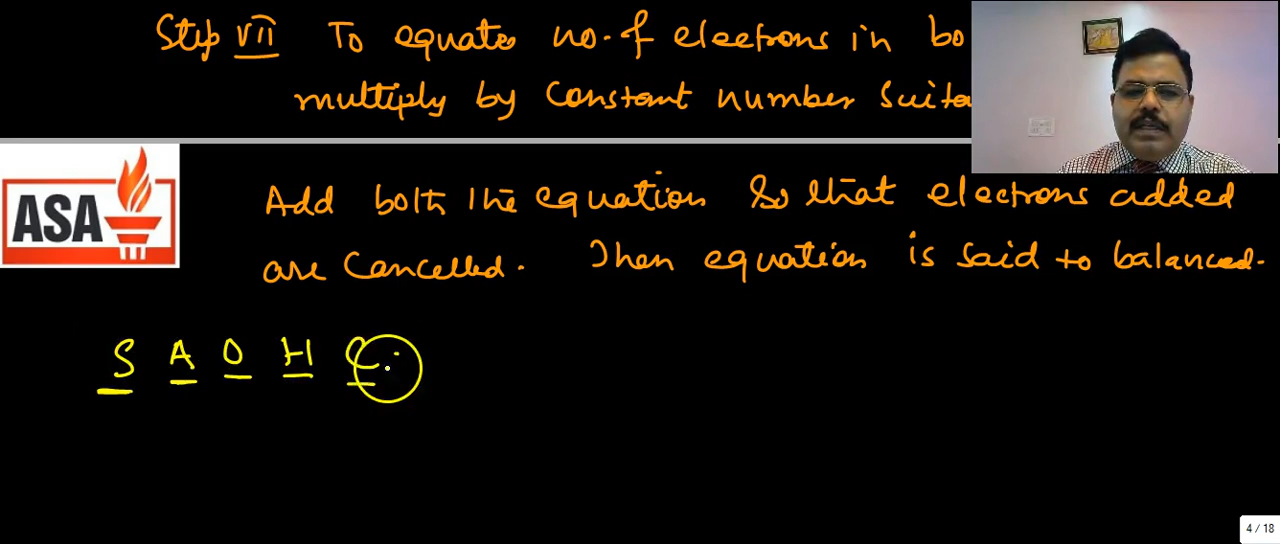 Step VII To equate no. of electrons in bo
multiply by constant number suita
ASA
Add both the equation so that electrons added
are cancelled. Then equation is said to balanced.
S A O H E
4 / 18